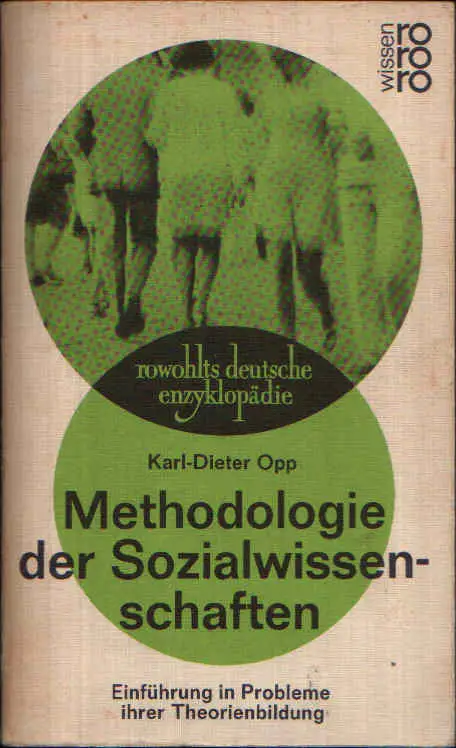 wissen
ro
ro
ro
rowohlts deutsche
enzyklopädie
Karl-Dieter Opp
Methodologie
der Sozialwissen-
schaften
Einführung in Probleme
ihrer Theorienbildung